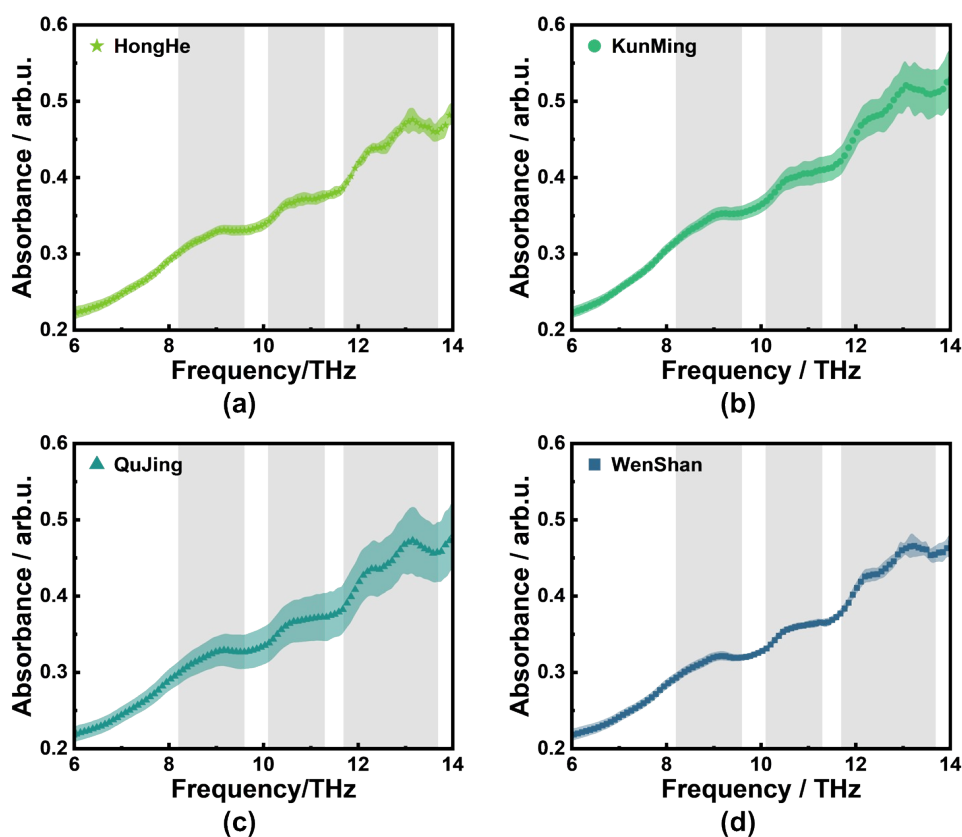 HongHe
0.6
0.5
0.4
0.3
0.2
Absorbance / arb.u.
6 8 10 12 14
Frequency/THz
(a)
KunMing
0.6
0.5
0.4
0.3
0.2
Absorbance / arb.u.
6 8 10 12 14
Frequency / THz
(b)
QuJing
0.6
0.5
0.4
0.3
0.2
Absorbance / arb.u.
6 8 10 12 14
Frequency/THz
(c)
WenShan
0.6
0.5
0.4
0.3
0.2
Absorbance / arb.u.
6 8 10 12 14
Frequency / THz
(d)